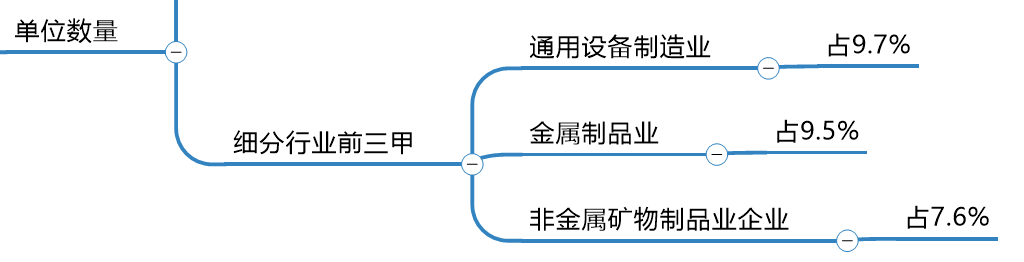 单位数量
细分行业前三甲
通用设备制造业
占9.7%
金属制品业
占9.5%
非金属矿物制品业企业
占7.6%